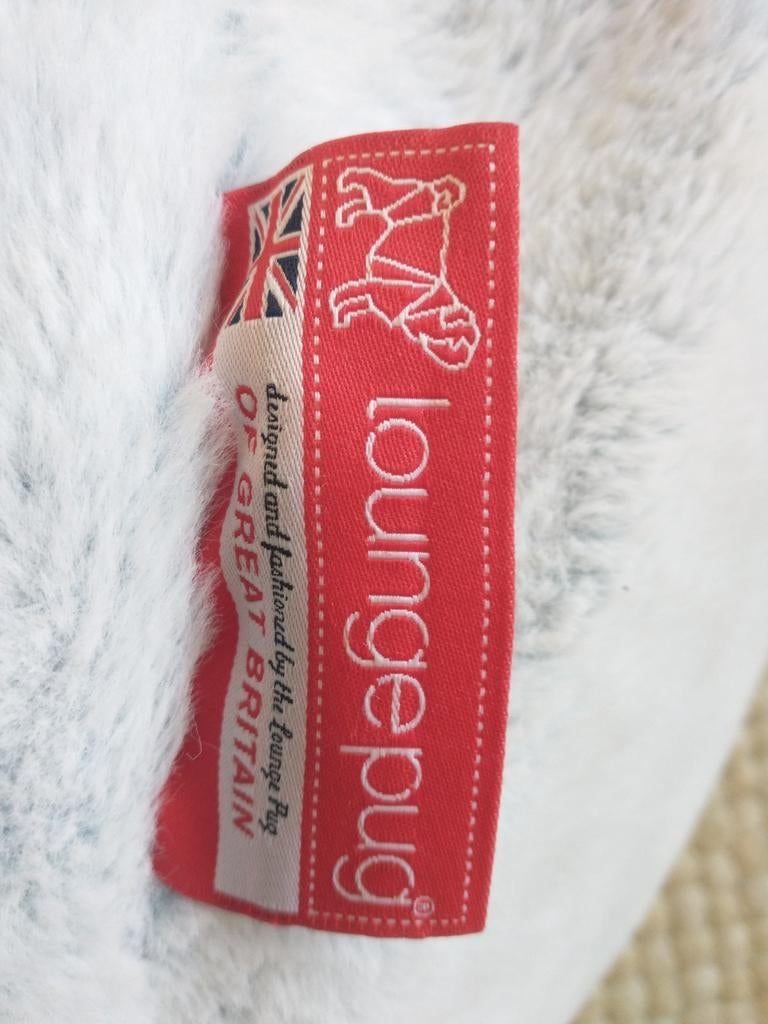 loungepug®
designed and fashioned by the Lounge Pug
OF GREAT BRITAIN